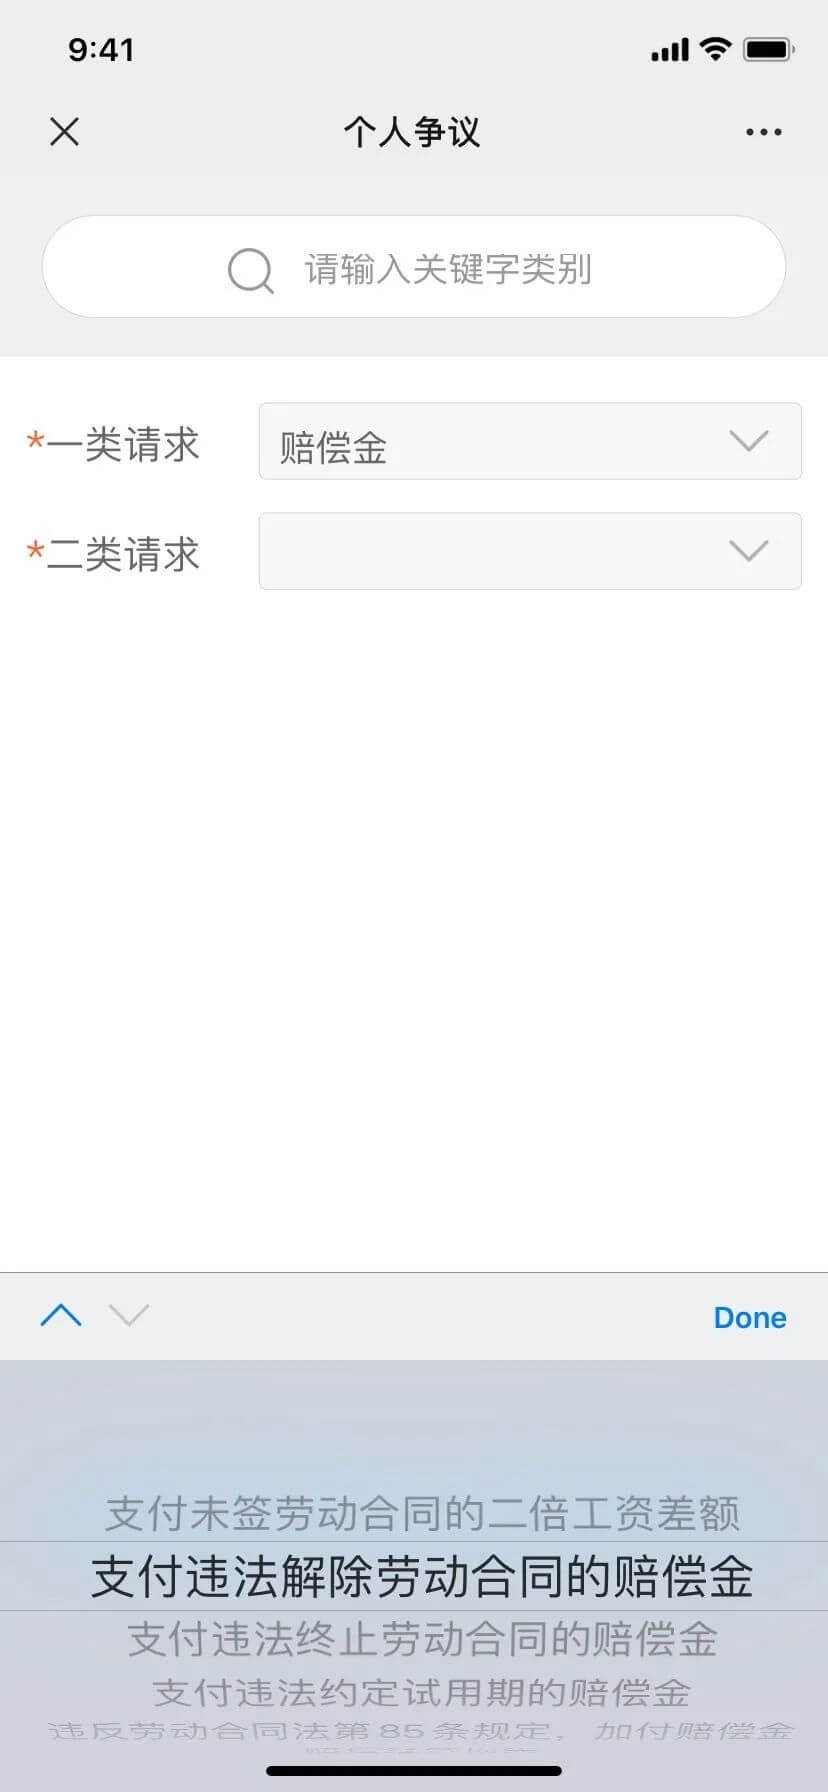 9:41
个人争议
请输入关键字类别
*一类请求
赔偿金
*二类请求
Done
支付未签劳动合同的二倍工资差额
支付违法解除劳动合同的赔偿金
支付违法终止劳动合同的赔偿金
支付违法约定试用期的赔偿金
违反劳动合同法第85条规定，加付赔偿金